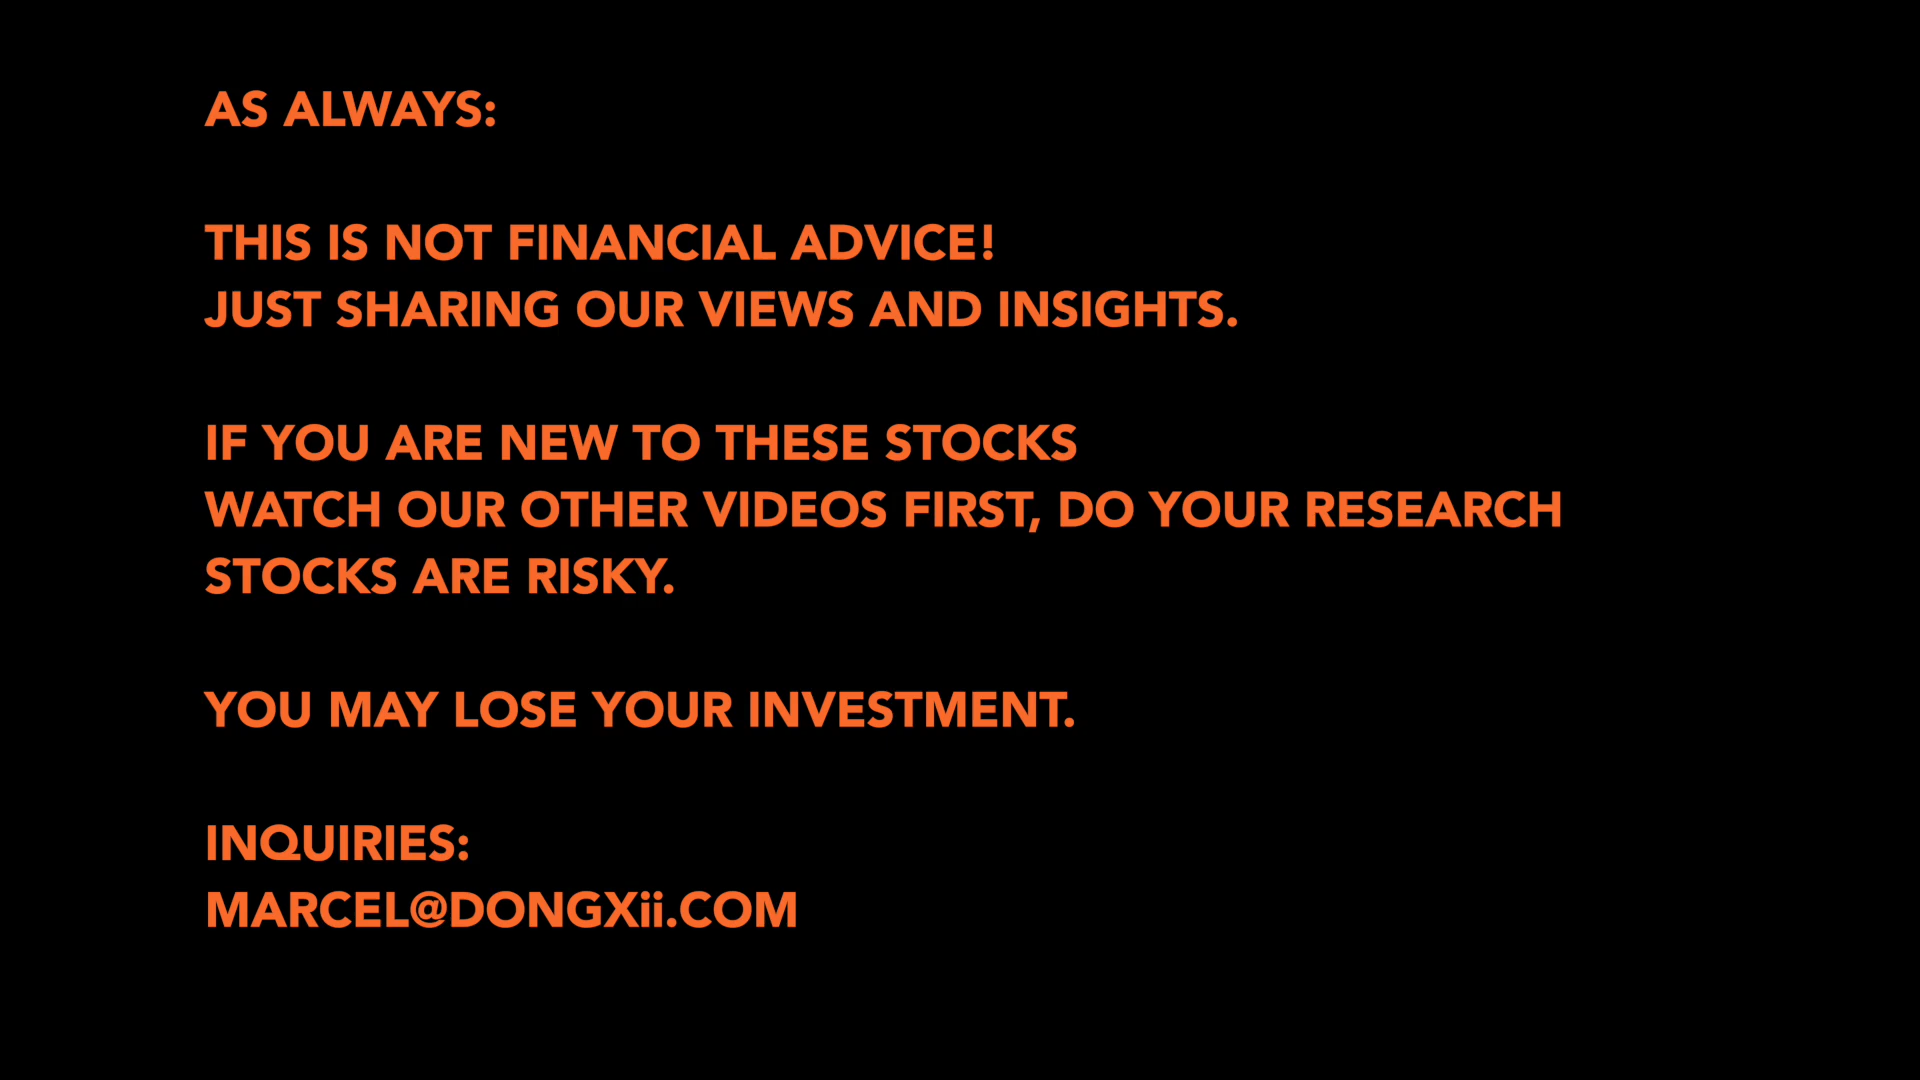 AS ALWAYS:
THIS IS NOT FINANCIAL ADVICE!
JUST SHARING OUR VIEWS AND INSIGHTS.
IF YOU ARE NEW TO THESE STOCKS
WATCH OUR OTHER VIDEOS FIRST, DO YOUR RESEARCH
STOCKS ARE RISKY.
YOU MAY LOSE YOUR INVESTMENT.
INQUIRIES:
MARCEL@DONGXii.COM